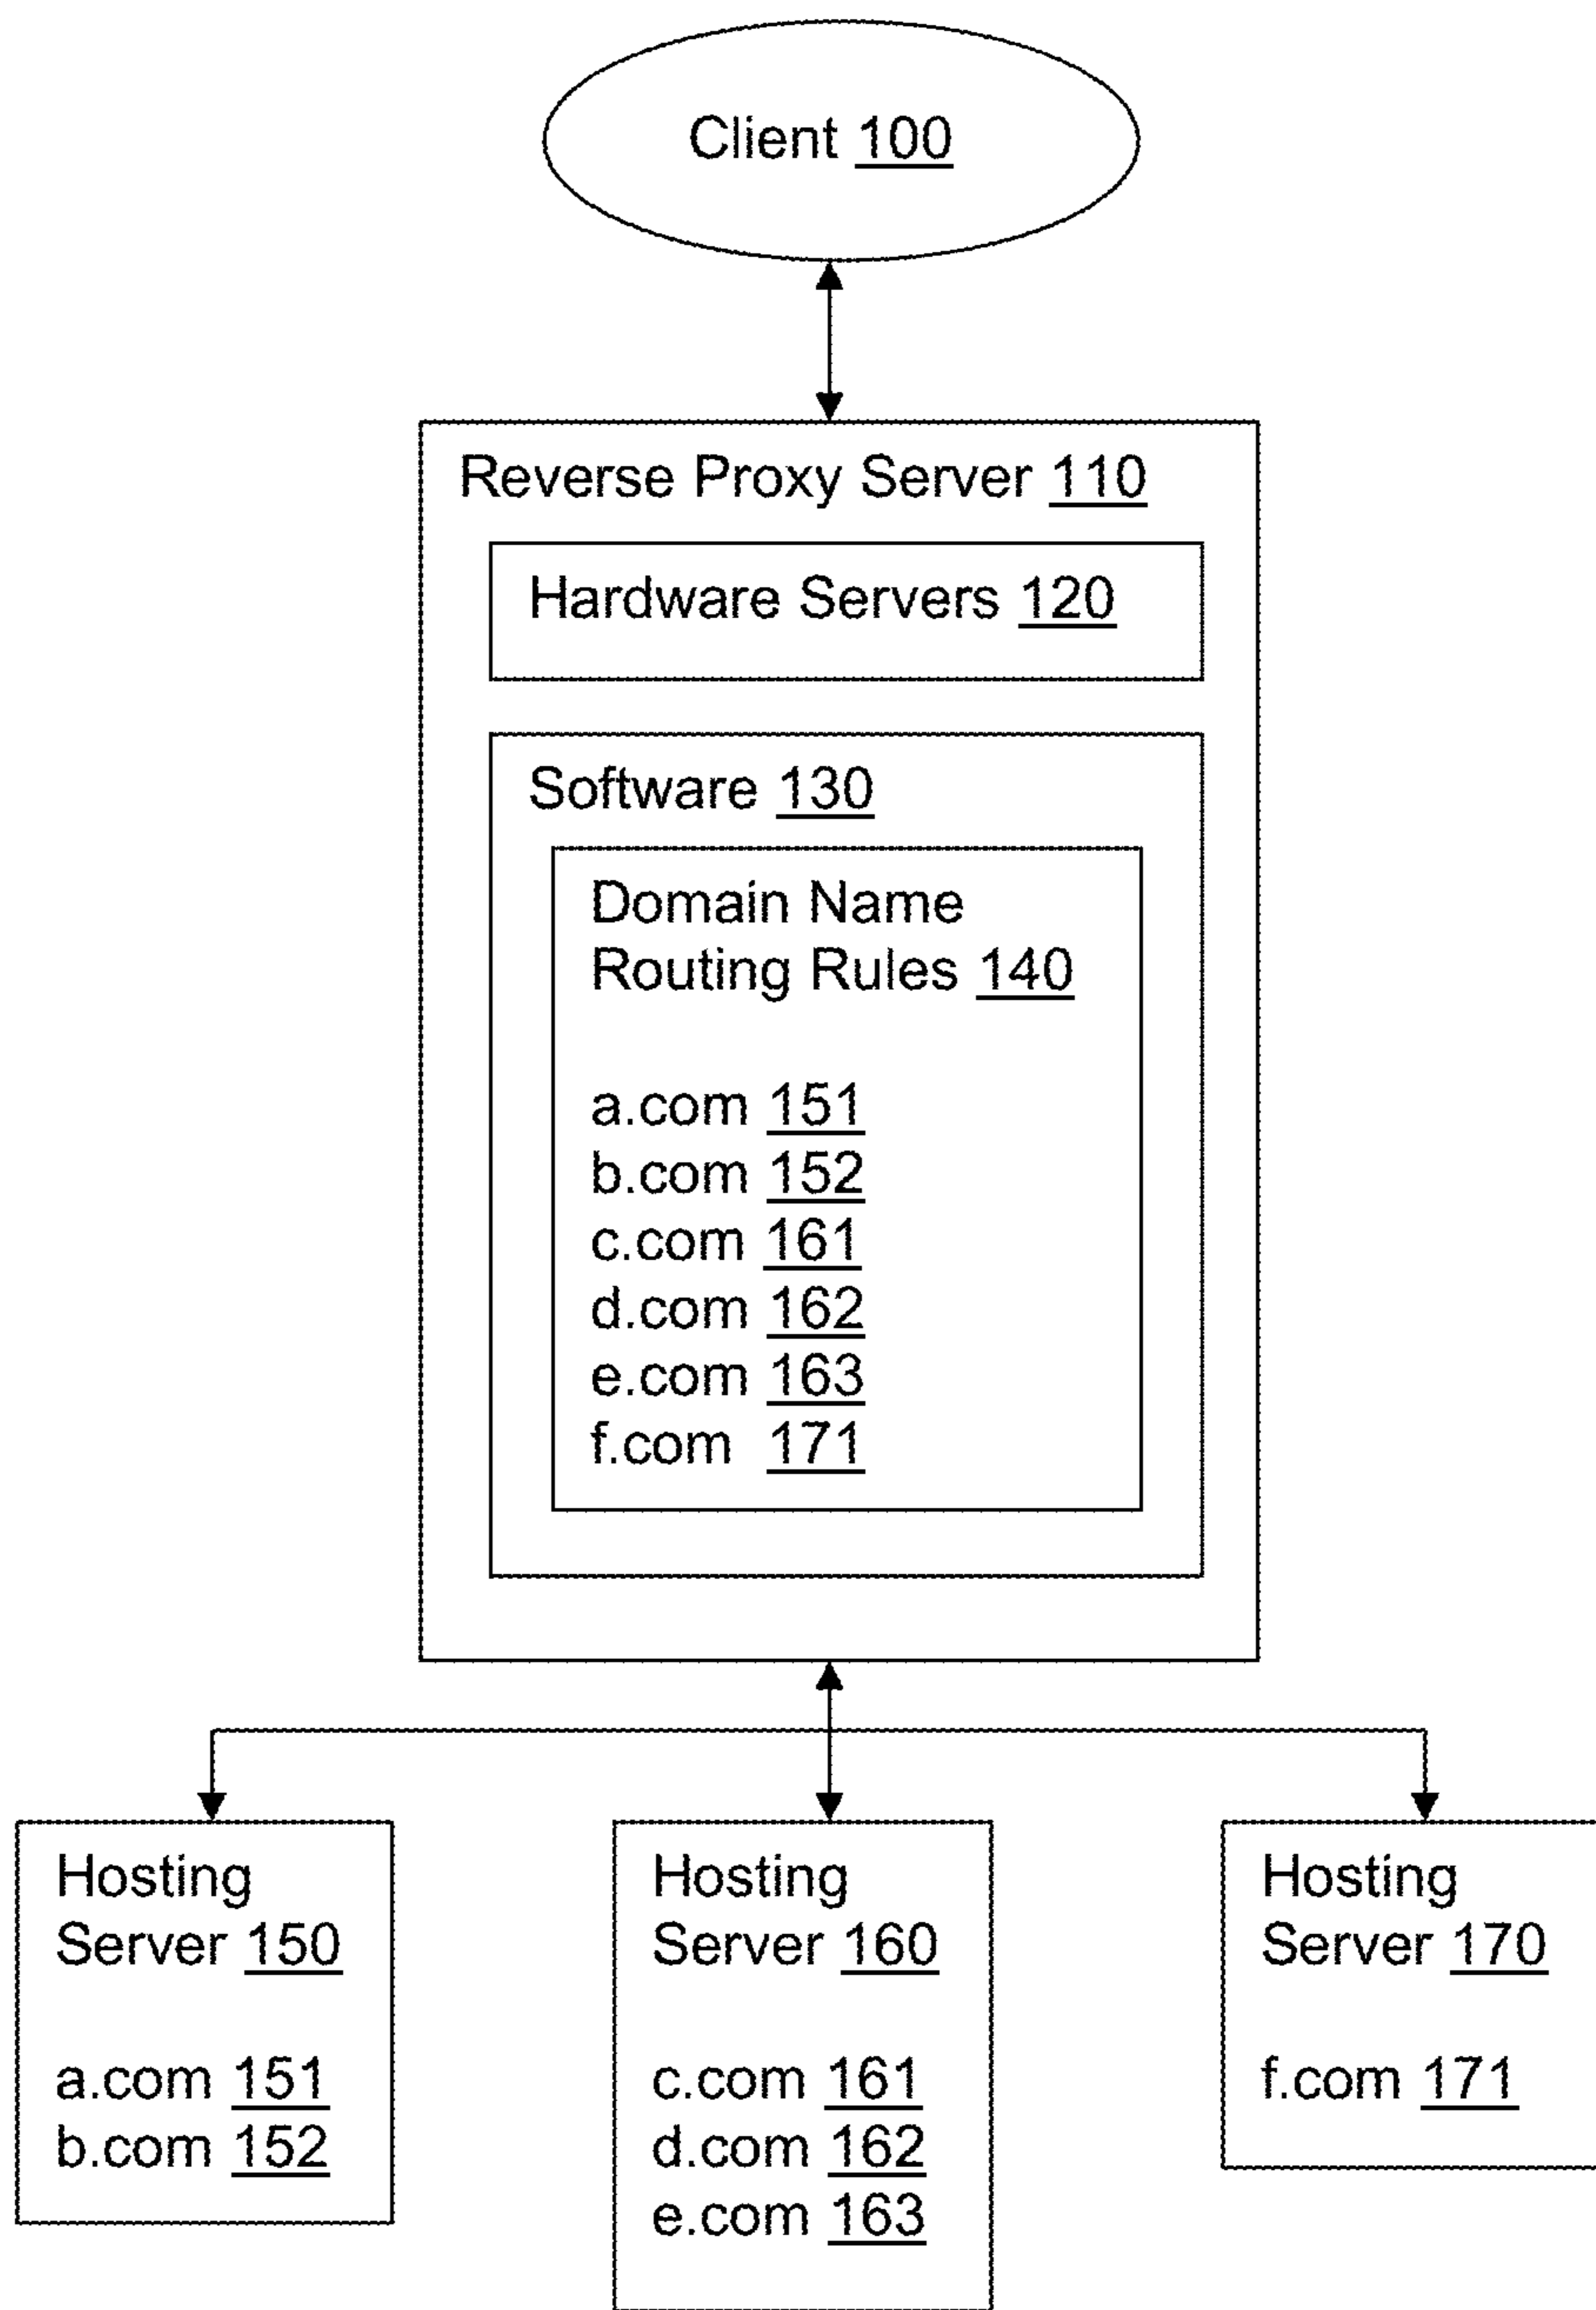 Client 100
Reverse Proxy Server 110
Hardware Servers 120
Software 130
Domain Name
Routing Rules 140
a.com 151
b.com 152
c.com 161
d.com 162
e.com 163
f.com 171
Hosting
Server 150
a.com 151
b.com 152
Hosting
Server 160
c.com 161
d.com 162
e.com 163
Hosting
Server 170
f.com 171